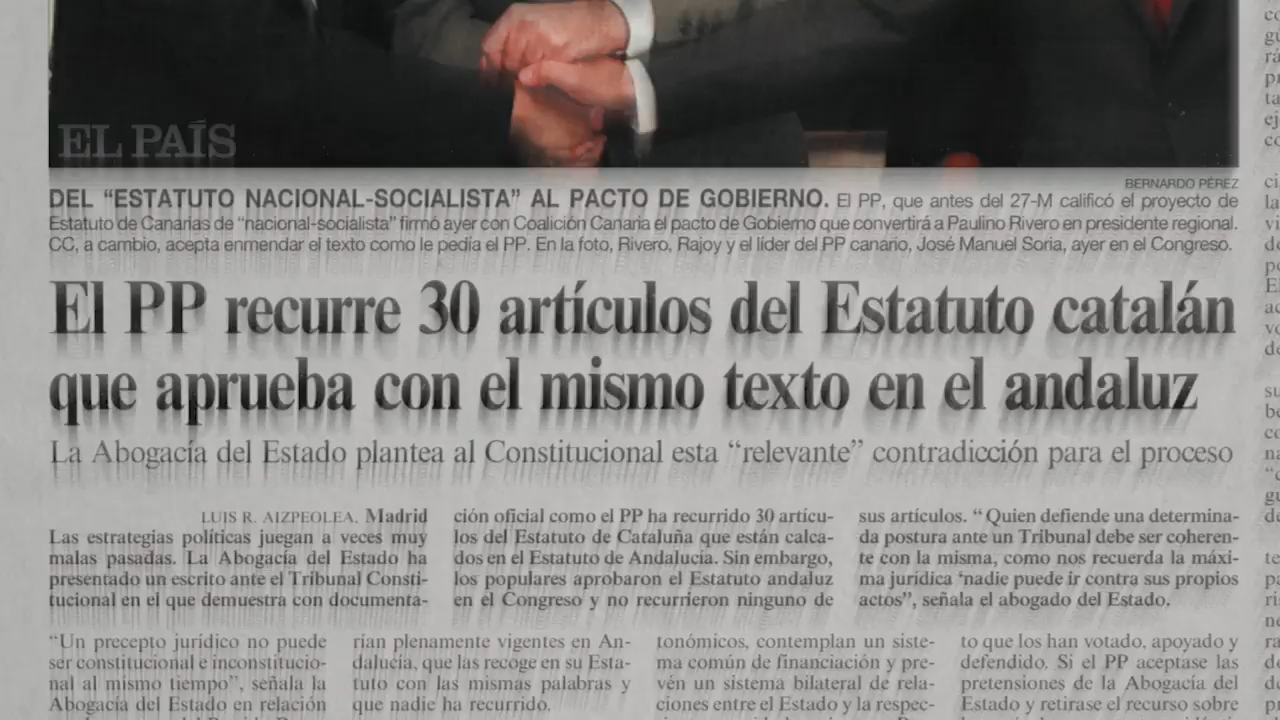 EL PAÍS
BERNARDO PÉREZ
DEL “ESTATUTO NACIONAL-SOCIALISTA” AL PACTO DE GOBIERNO. El PP, que antes del 27-M calificó el proyecto de
Estatuto de Canarias de “nacional-socialista” firmó ayer con Coalición Canaria el pacto de Gobierno que convertirá a Paulino Rivero en presidente regional.
CC, a cambio, acepta enmendar el texto como le pedía el PP. En la foto, Rivero, Rajoy y el líder del PP canario, José Manuel Soria, ayer en el Congreso.
El PP recurre 30 artículos del Estatuto catalán
que aprueba con el mismo texto en el andaluz
La Abogacía del Estado plantea al Constitucional esta “relevante” contradicción para el proceso
LUIS R. AIZPEOLEA, Madrid
Las estrategias políticas juegan a veces muy
malas pasadas. La Abogacía del Estado ha
presentado un escrito ante el Tribunal Consti-
tucional en el que demuestra con documenta-
ción oficial como el PP ha recurrido 30 artícu-
los del Estatuto de Cataluña que están calca-
dos en el Estatuto de Andalucía. Sin embargo,
los populares aprobaron el Estatuto andaluz
en el Congreso y no recurrieron ninguno de
sus artículos. “Quien defiende una determina-
da postura ante un Tribunal debe ser coheren-
te con la misma, como nos recuerda la máxi-
ma jurídica ‘nadie puede ir contra sus propios
actos”, señala el abogado del Estado.
“Un precepto jurídico no puede
ser constitucional e inconstitucio-
nal al mismo tiempo”, señala la
Abogacía del Estado en relación
rían plenamente vigentes en An-
dalucía, que las recoge en su Esta-
tuto con las mismas palabras y
que nadie ha recurrido.
tonómicos, contemplan un siste-
ma común de financiación y pre-
vén un sistema bilateral de rela-
ciones entre el Estado y la respec-
to que los han votado, apoyado y
defendido. Si el PP aceptase las
pretensiones de la Abogacía del
Estado y retirase el recurso sobre